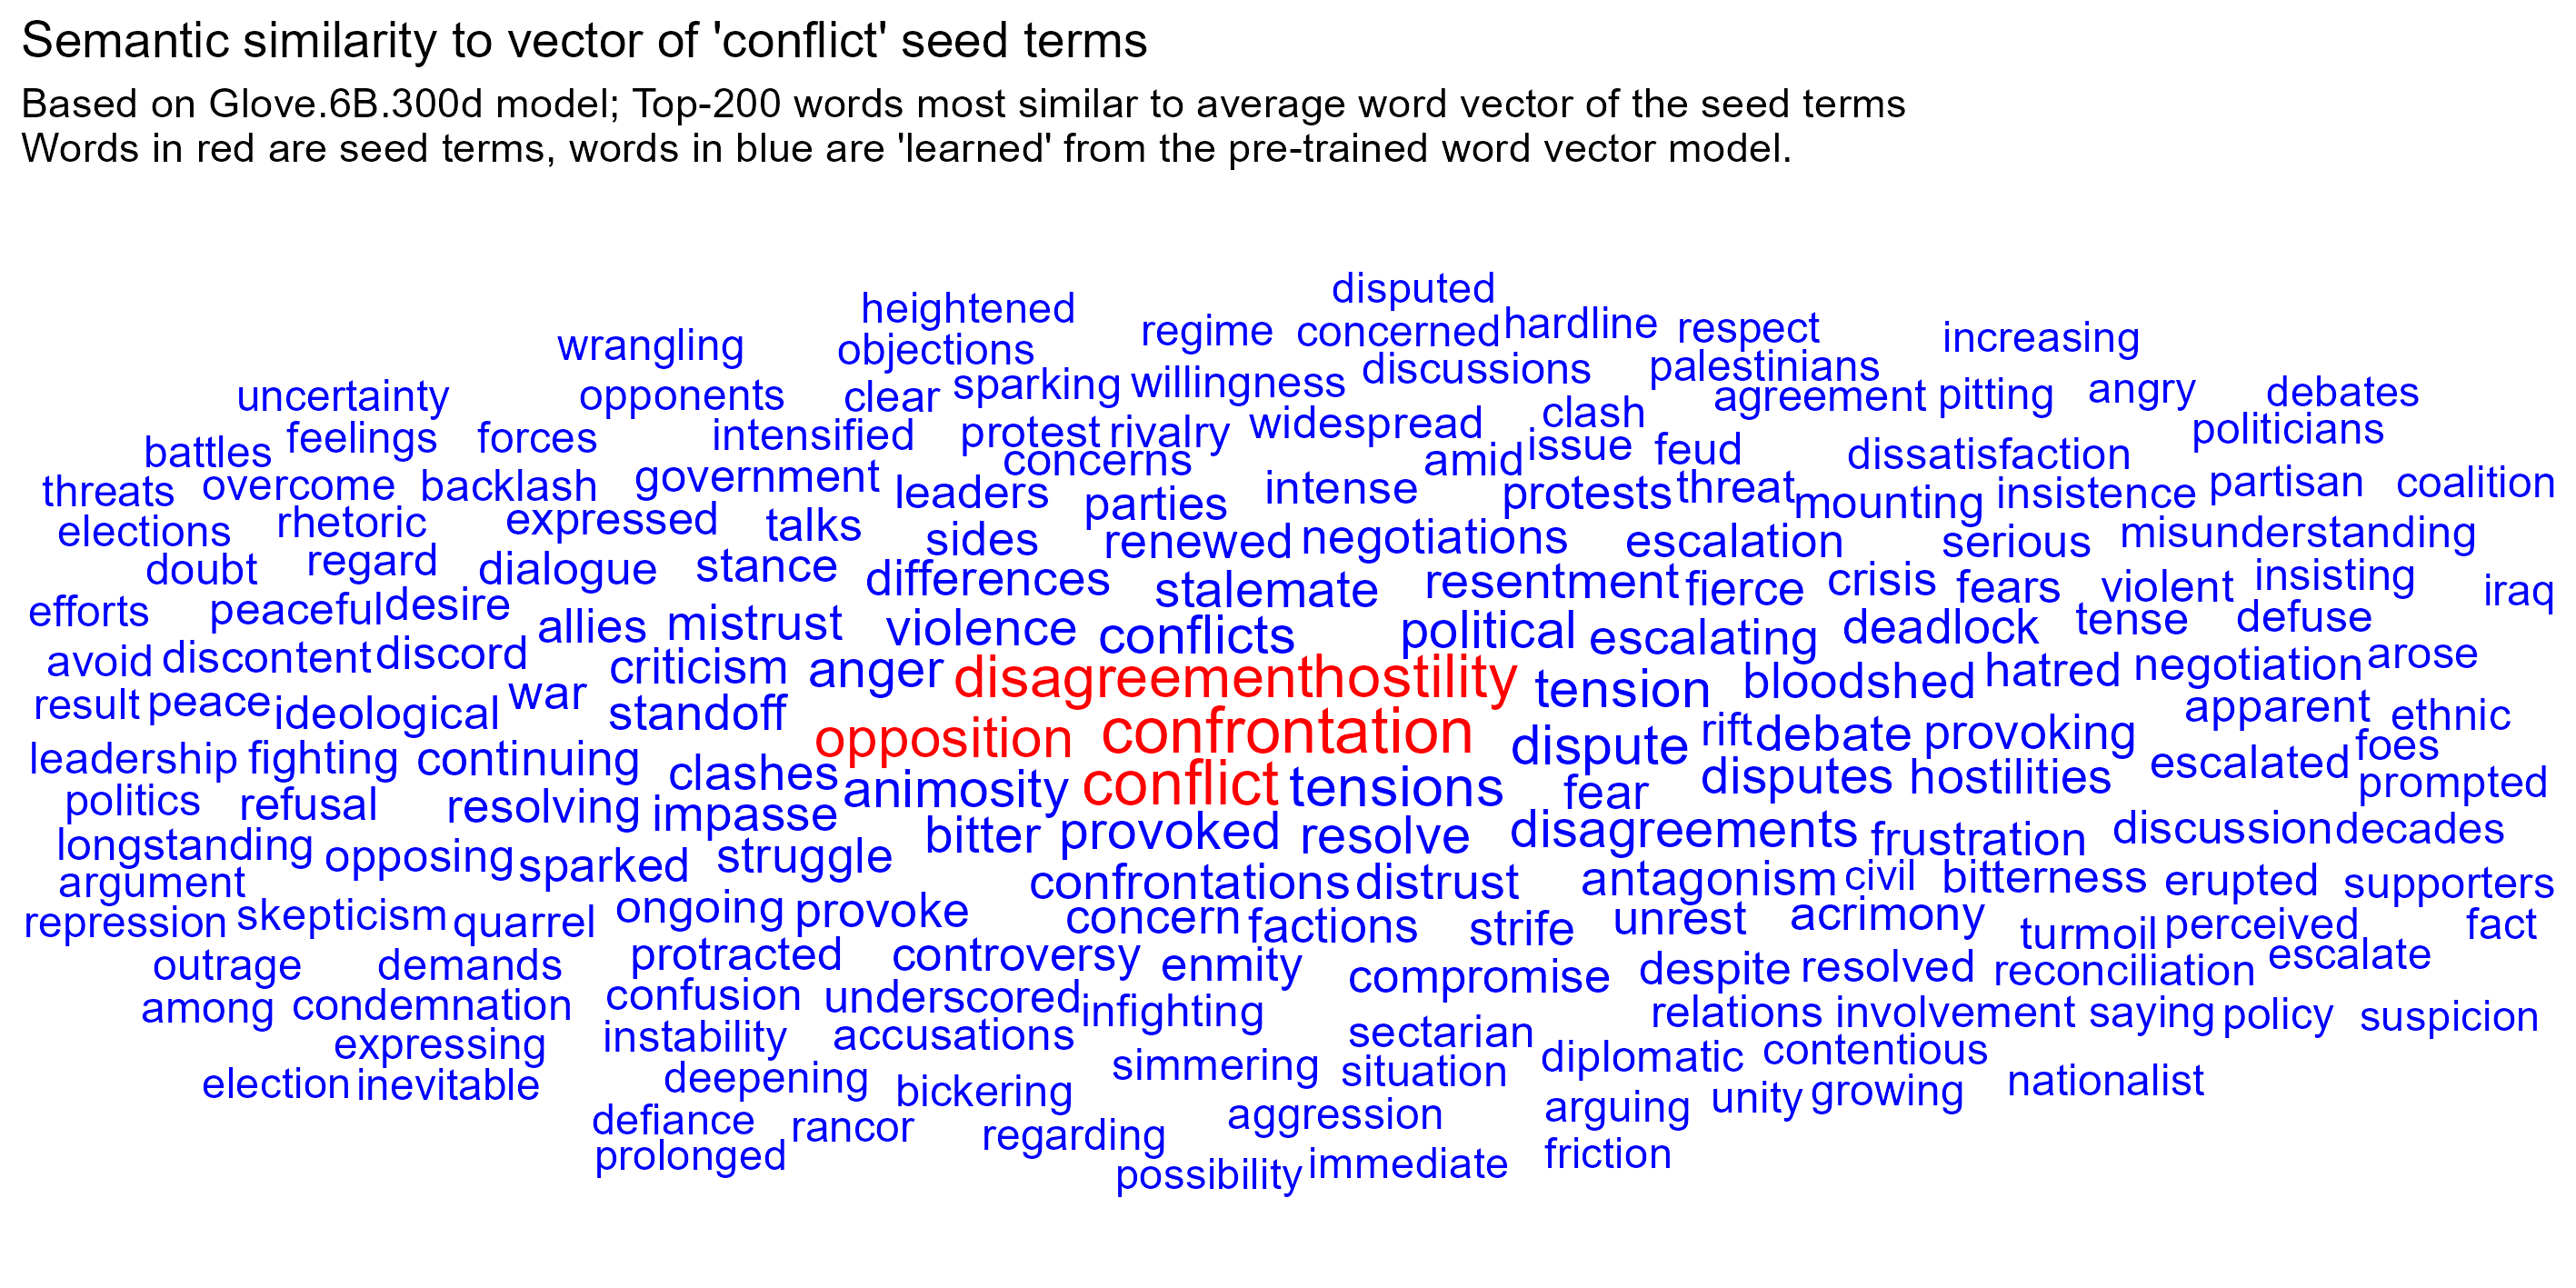 Semantic similarity to vector of 'conflict' seed terms
Based on Glove.6B.300d model; Top-200 words most similar to average word vector of the seed terms
Words in red are seed terms, words in blue are 'learned' from the pre-trained word vector model.
disputed
heightened
wrangling objections regime concerned hardline respect increasing
uncertainty opponents clear sparking willingness discussions palestinians agreement pitting angry debates
battles feelings forces intensified protest rivalry widespread clash issue feud dissatisfaction politicians
threats overcome backlash government concerns leaders parties intense amid protests threat mounting insistence partisan coalition
elections rhetoric expressed talks sides renewed negotiations escalation serious misunderstanding
doubt regard dialogue stance differences stalemate resentment fierce crisis fears violent insisting iraq
efforts peaceful desire allies mistrust violence conflicts political escalating deadlock tense defuse
avoid discontent discord criticism anger disagreement hostility tension bloodshed hatred negotiation arose
result peace ideological war standoff opposition confrontation dispute rift debate provoking apparent ethnic
leadership fighting continuing clashes animosity conflict tensions fear disputes hostilities escalated foes prompted
politics refusal resolving impasse bitter provoked resolve disagreements frustration discussion decades
longstanding opposing sparked struggle confrontations distrust antagonism civil bitterness erupted supporters
argument
repression skepticism quarrel ongoing provoke concern factions strife unrest acrimony turmoil perceived fact
outrage demands protracted controversy enmity compromise despite resolved reconciliation escalate
among condemnation confusion underscored infighting sectarian relations involvement saying policy suspicion
expressing instability accusations simmering situation diplomatic contentious
election inevitable deepening bickering aggression arguing unity growing nationalist
defiance rancor regarding friction
prolonged possibility immediate